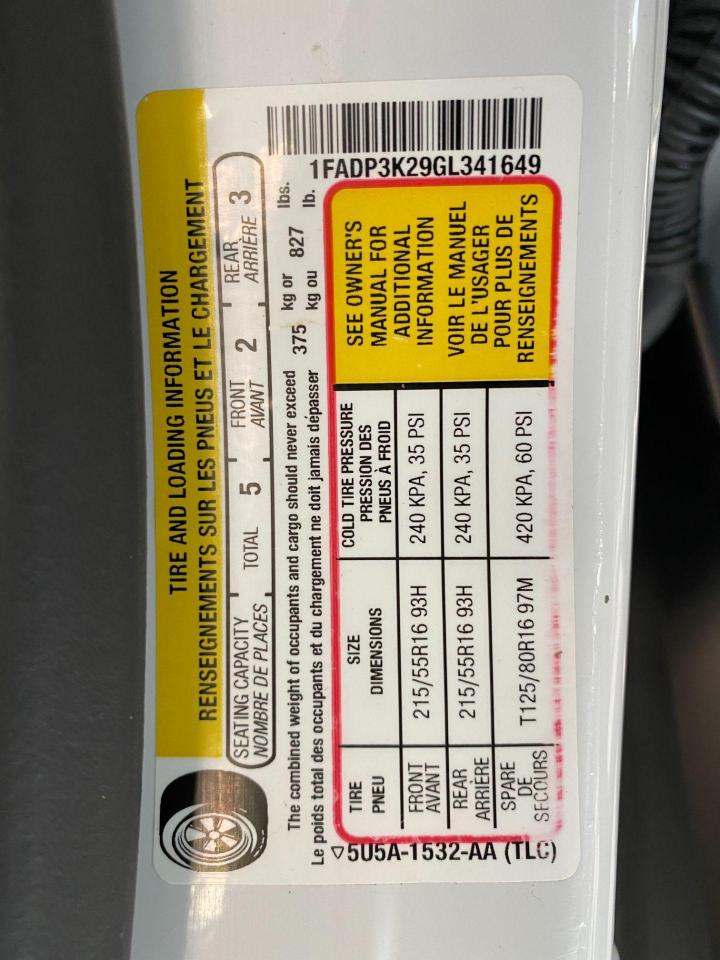 TIRE AND LOADING INFORMATION
RENSEIGNEMENTS SUR LES PNEUS ET LE CHARGEMENT
SEATING CAPACITY
NOMBRE DE PLACES
TOTAL 5
FRONT
AVANT
2
REAR
ARRIÈRE
3
The combined weight of occupants and cargo should never exceed 375 kg or 827 lbs.
Le poids total des occupants et du chargement ne doit jamais dépasser kg ou lb.
TIRE
PNEU
SIZE
DIMENSIONS
COLD TIRE PRESSURE
PRESSION DES
PNEUS À FROID
FRONT
AVANT
215/55R16 93H
240 KPA, 35 PSI
REAR
ARRIERE
215/55R16 93H
240 KPA, 35 PSI
SPARE
DE
SECOURS
T125/80R16 97M
420 KPA, 60 PSI
SEE OWNER'S
MANUAL FOR
ADDITIONAL
INFORMATION
VOIR LE MANUEL
DE L'USAGER
POUR PLUS DE
RENSEIGNEMENTS
5U5A-1532-AA (TLC)
1FADP3K29GL341649